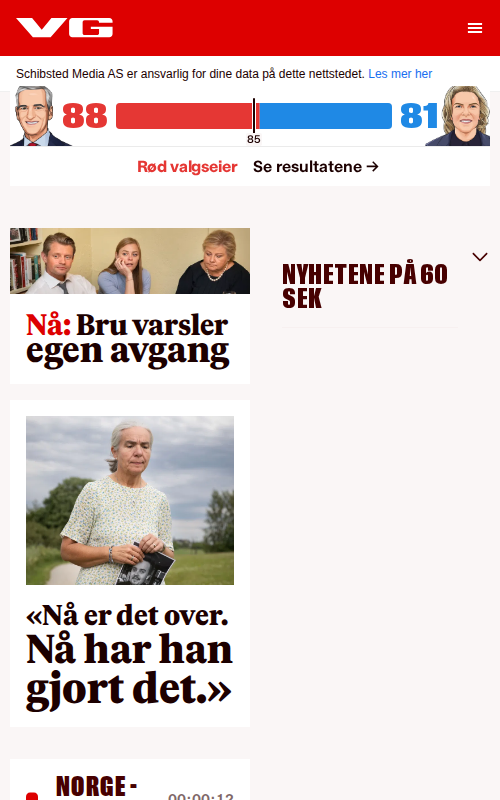 VG
Schibsted Media AS er ansvarlig for dine data på dette nettstedet. Les mer her
88
81
85
Rød valgseier Se resultatene →
Nå: Bru varsler
egen avgang
NYHETENE PÅ 60
SEK
«Nå er det over.
Nå har han
gjort det.»
NORGE -
00:00:12